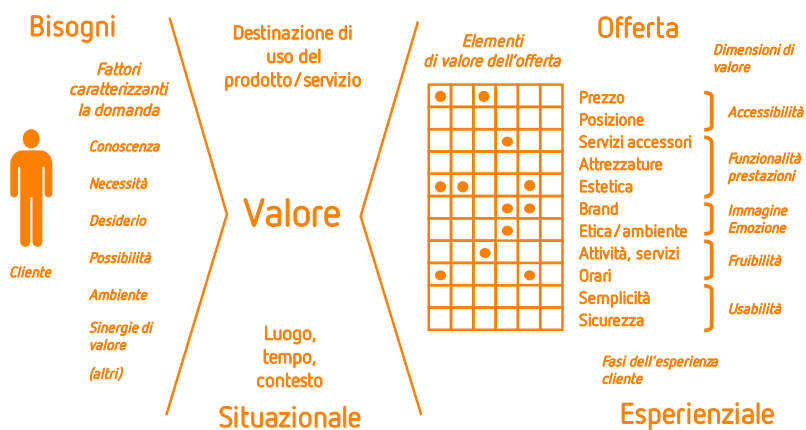 Bisogni
Fattori
caratterizzanti
la domanda
Conoscenza
Necessità
Desiderio
Possibilità
Ambiente
Sinergie di
valore
(altri)
Cliente
Destinazione di
uso del
prodotto/servizio
Valore
Luogo,
tempo,
contesto
Situazionale
Offerta
Elementi
di valore dell'offerta
Dimensioni di
valore
Prezzo
Posizione
Servizi accessori
Attrezzature
Estetica
Brand
Etica/ambiente
Attività, servizi
Orari
Semplicità
Sicurezza
Accessibilità
Funzionalità
prestazioni
Immagine
Emozione
Fruibilità
Usabilità
Fasi dell'esperienza
cliente
Esperienziale